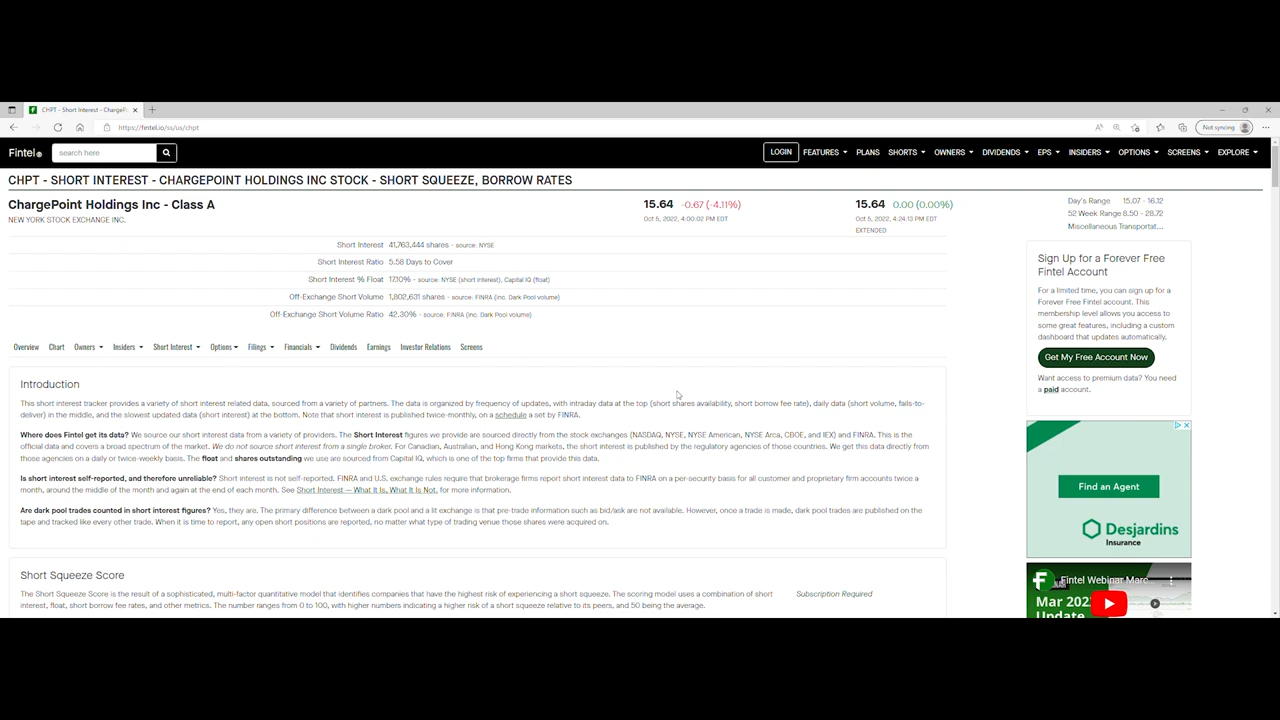 CHPT - Short Interest - ChargePo
https://fintel.io/ss/us/chpt
Not syncing
Fintel
search here
LOGIN FEATURES PLANS SHORTS OWNERS DIVIDENDS EPS INSIDERS OPTIONS SCREENS EXPLORE
CHPT - SHORT INTEREST - CHARGEPOINT HOLDINGS INC STOCK - SHORT SQUEEZE, BORROW RATES
ChargePoint Holdings Inc - Class A
NEW YORK STOCK EXCHANGE INC.
15.64 -0.67 (-4.11%)
Oct 5, 2022, 4:00:02 PM EDT
15.64 0.00 (0.00%)
Oct 5, 2022, 4:24:13 PM EDT
EXTENDED
Day's Range 15.07 - 16.12
52 Week Range 8.50 - 28.72
Miscellaneous Transportat...
Short Interest 41,763,444 shares - source: NYSE
Short Interest Ratio 5.58 Days to Cover
Short Interest % Float 17.10% - source: NYSE (short interest), Capital IQ (float)
Off-Exchange Short Volume 1,802,631 shares - source: FINRA (inc. Dark Pool volume)
Off-Exchange Short Volume Ratio 42.30% - source: FINRA (inc. Dark Pool volume)
Overview Chart Owners Insiders Short Interest Options Filings Financials Dividends Earnings Investor Relations Screens
Introduction
This short interest tracker provides a variety of short interest related data, sourced from a variety of partners. The data is organized by frequency of updates, with intraday data at the top (short shares availability, short borrow fee rate), daily data (short volume, fails-to-
deliver) in the middle, and the slowest updated data (short interest) at the bottom. Note that short interest is published twice-monthly, on a schedule a set by FINRA.
Where does Fintel get its data? We source our short interest data from a variety of providers. The Short Interest figures we provide are sourced directly from the stock exchanges (NASDAQ, NYSE, NYSE American, NYSE Arca, CBOE, and IEX) and FINRA. This is the
official data and covers a broad spectrum of the market. We do not source short interest from a single broker. For Canadian, Australian, and Hong Kong markets, the short interest is published by the regulatory agencies of those countries. We get this data directly from
those agencies on a daily or twice-weekly basis. The float and shares outstanding we use are sourced from Capital IQ, which is one of the top firms that provide this data.
Is short interest self-reported, and therefore unreliable? Short interest is not self-reported. FINRA and U.S. exchange rules require that brokerage firms report short interest data to FINRA on a per-security basis for all customer and proprietary firm accounts twice a
month, around the middle of the month and again at the end of each month. See Short Interest — What It Is, What It Is Not, for more information.
Are dark pool trades counted in short interest figures? Yes, they are. The primary difference between a dark pool and a lit exchange is that pre-trade information such as bid/ask are not available. However, once a trade is made, dark pool trades are published on the
tape and tracked like every other trade. When it is time to report, any open short positions are reported, no matter what type of trading venue those shares were acquired on.
Short Squeeze Score
The Short Squeeze Score is the result of a sophisticated, multi-factor quantitative model that identifies companies that have the highest risk of experiencing a short squeeze. The scoring model uses a combination of short
interest, float, short borrow fee rates, and other metrics. The number ranges from 0 to 100, with higher numbers indicating a higher risk of a short squeeze relative to its peers, and 50 being the average.
Subscription Required
Sign Up for a Forever Free
Fintel Account
For a limited time, you can sign up for a
Forever Free Fintel account. This
membership level allows you to access to
some great features, including a custom
dashboard that updates automatically.
Get My Free Account Now
Want access to premium data? You need
a paid account.
Find an Agent
Desjardins
Insurance
Fintel Webinar Marc...
Mar 202
Update